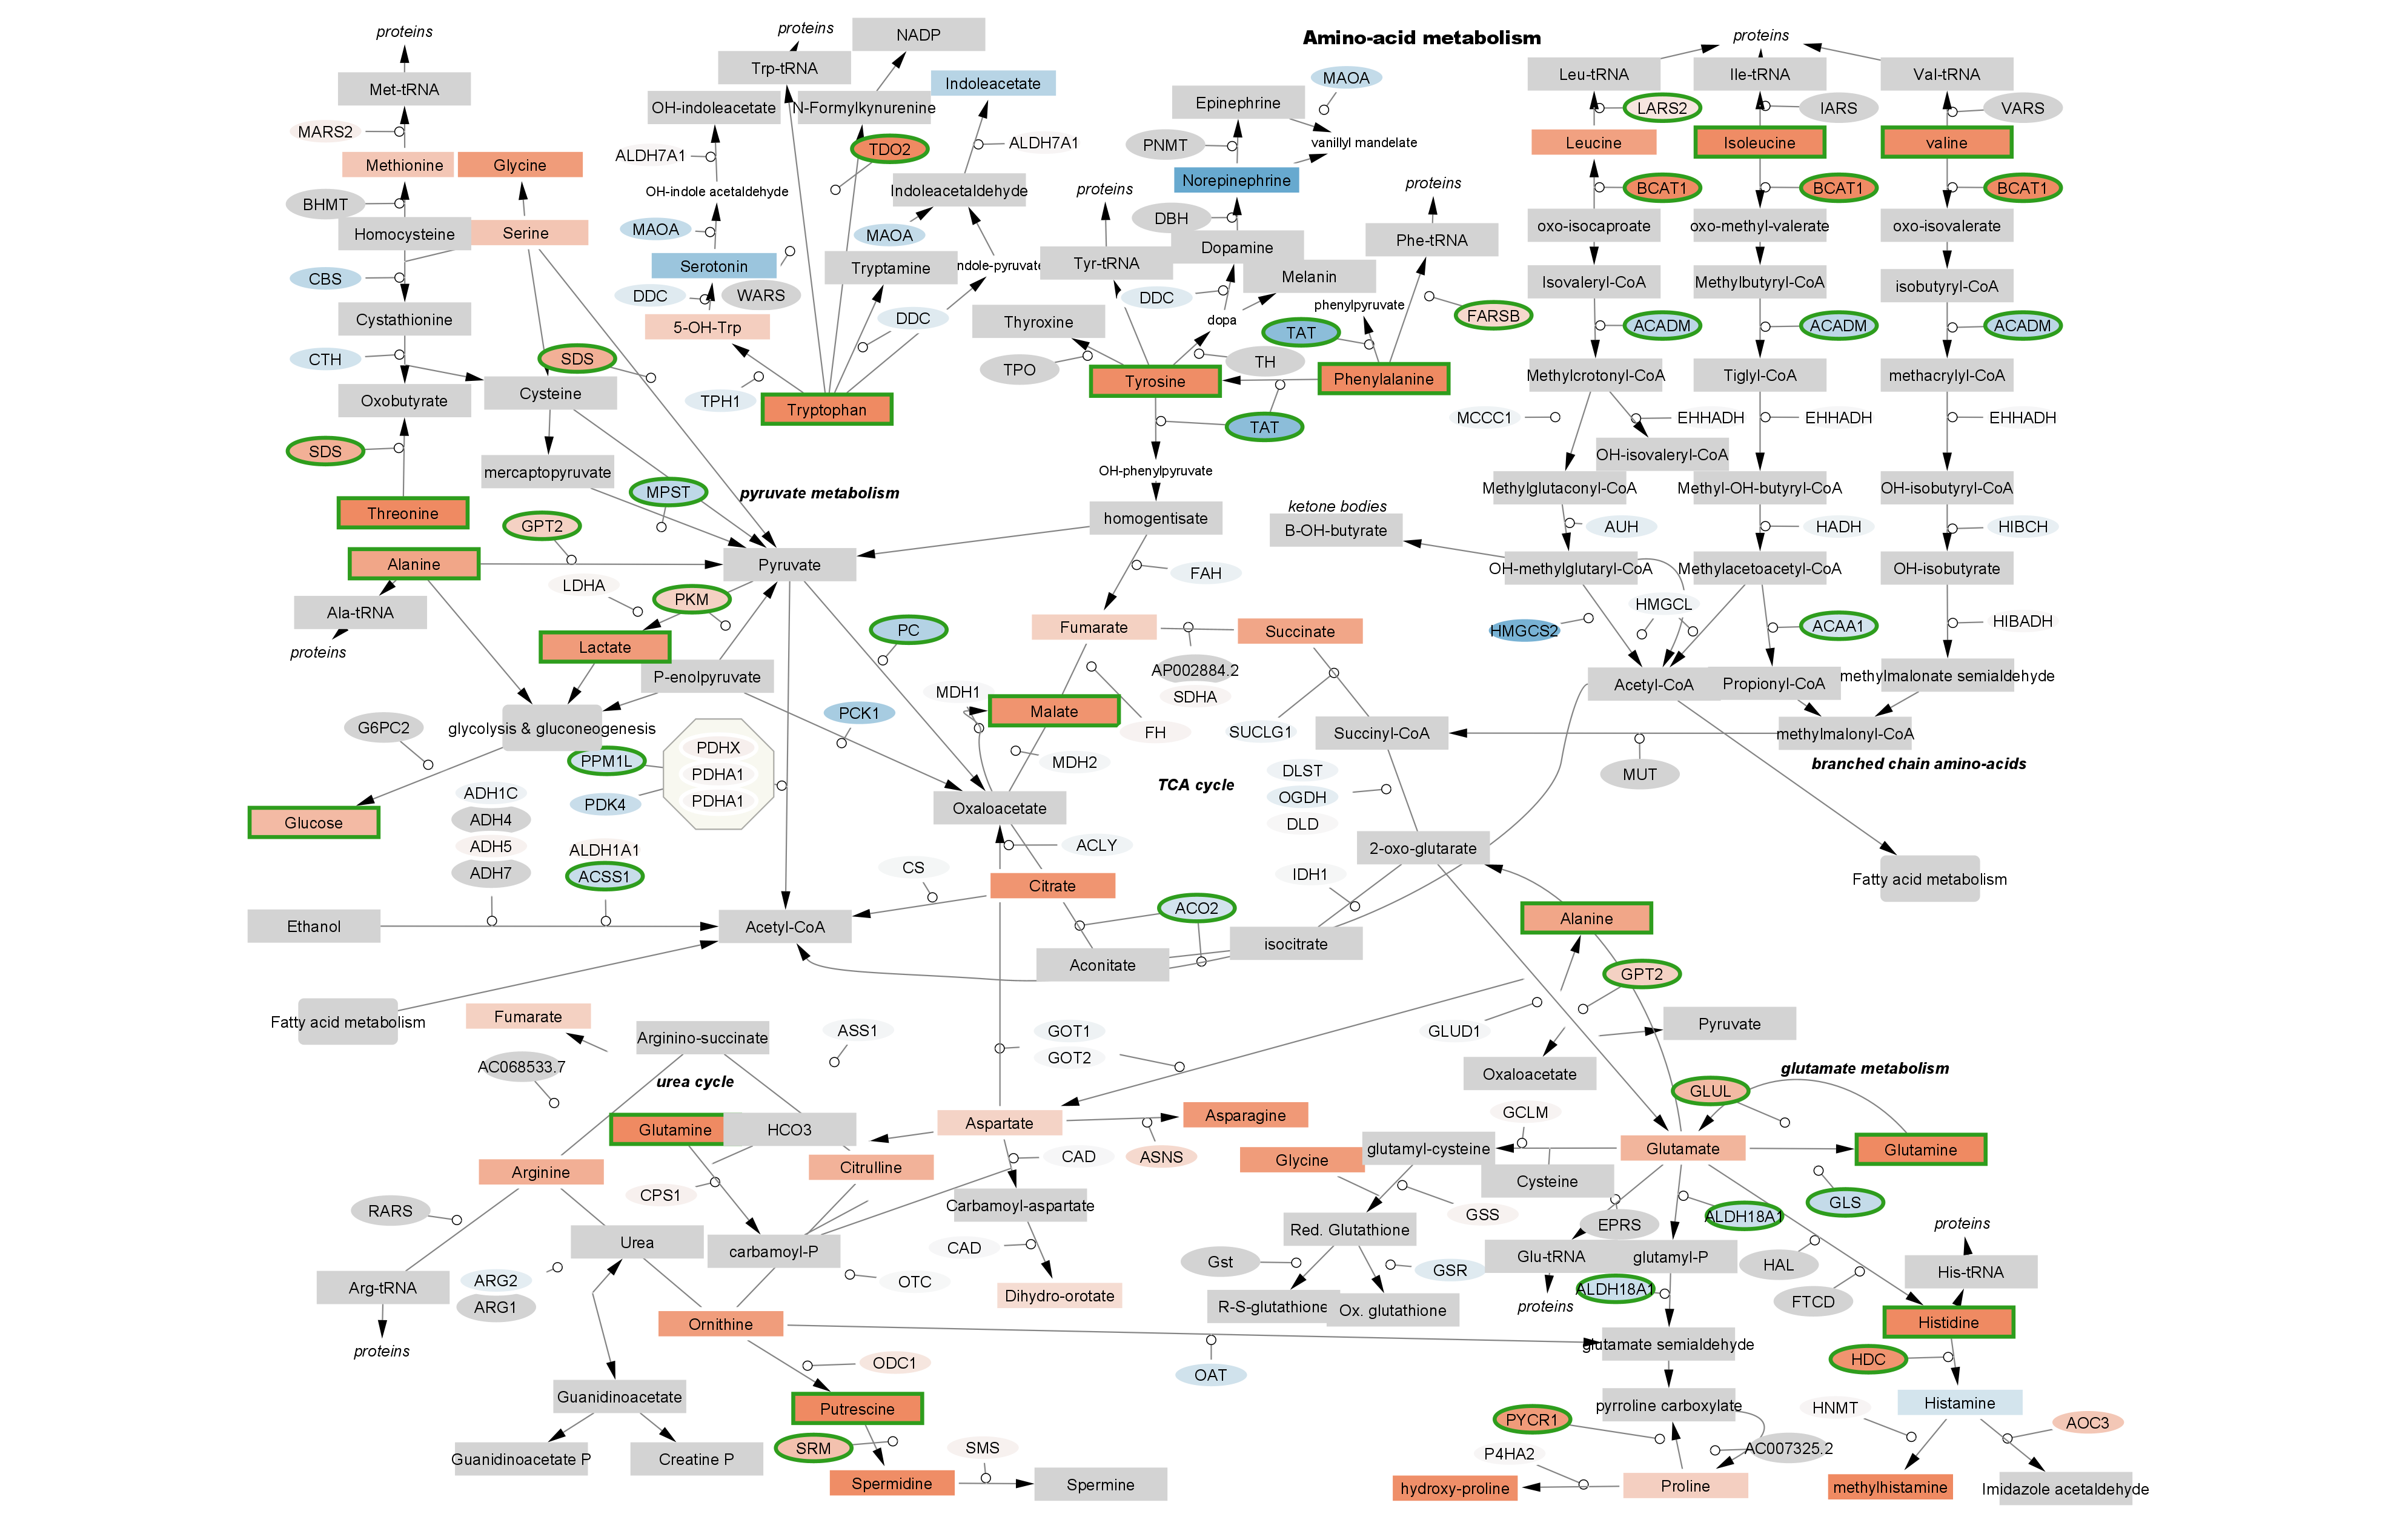 Amino-acid metabolism
proteins
Met-tRNA
MARS2
Methionine
Glycine
BHMT
Homocysteine
Serine
CBS
Cystathionine
CTH
SDS
Oxobutyrate
Cysteine
SDS
mercaptopyruvate
Threonine
MPST
pyruvate metabolism
GPT2
Alanine
Pyruvate
LDHA
PKM
Ala-tRNA
proteins
Lactate
P-enolpyruvate
proteins
NADP
Trp-tRNA
Indoleacetate
OH-indoleacetate
N-Formylkynurenine
TDO2
ALDH7A1
ALDH7A1
OH-indole acetaldehyde
Indoleacetaldehyde
MAOA
MAOA
Serotonin
Tryptamine
ndole-pyruvate
DDC
WARS
5-OH-Trp
DDC
TPH1
Tryptophan
MAOA
Epinephrine
PNMT
vanillyl mandelate
Norepinephrine
proteins
proteins
DBH
Dopamine
Phe-tRNA
Tyr-tRNA
Melanin
DDC
phenylpyruvate
Thyroxine
dopa
TAT
FARSB
TPO
TH
Tyrosine
Phenylalanine
TAT
OH-phenylpyruvate
homogentisate
FAH
proteins
Leu-tRNA
Ile-tRNA
Val-tRNA
LARS2
IARS
VARS
Leucine
Isoleucine
valine
BCAT1
BCAT1
BCAT1
oxo-isocaproate
oxo-methyl-valerate
oxo-isovalerate
Isovaleryl-CoA
Methylbutyryl-CoA
isobutyryl-CoA
ACADM
ACADM
ACADM
Methylcrotonyl-CoA
Tiglyl-CoA
methacrylyl-CoA
MCCC1
EHHADH
EHHADH
EHHADH
OH-isovaleryl-CoA
Methylglutaconyl-CoA
Methyl-OH-butyryl-CoA
OH-isobutyryl-CoA
ketone bodies
B-OH-butyrate
AUH
HADH
HIBCH
OH-methylglutaryl-CoA
Methylacetoacetyl-CoA
OH-isobutyrate
HMGCL
HMGCS2
ACAA1
HIBADH
Acetyl-CoA
Propionyl-CoA
methylmalonate semialdehyde
methylmalonyl-CoA
MUT
branched chain amino-acids
Fatty acid metabolism
PC
Fumarate
Succinate
AP002884.2
SDHA
MDH1
Malate
PCK1
FH
SUCLG1
Succinyl-CoA
MDH2
TCA cycle
DLST
OGDH
DLD
Oxaloacetate
G6PC2
glycolysis & gluconeogenesis
PPM1L
PDK4
PDHX
PDHA1
PDHA1
Glucose
ADH1C
ADH4
ADH5
ADH7
ALDH1A1
ACSS1
ACLY
CS
Citrate
2-oxo-glutarate
IDH1
ACO2
Ethanol
Acetyl-CoA
Aconitate
isocitrate
Alanine
GPT2
Fatty acid metabolism
Fumarate
Arginino-succinate
ASS1
GOT1
GOT2
GLUD1
Pyruvate
Oxaloacetate
AC068533.7
urea cycle
glutamate metabolism
GLUL
Glutamine
HCO3
Aspartate
Asparagine
GCLM
ASNS
CAD
Arginine
Citrulline
CPS1
Glycine
glutamyl-cysteine
Glutamate
Glutamine
Cysteine
Carbamoyl-aspartate
RARS
GSS
EPRS
ALDH18A1
GLS
Urea
carbamoyl-P
CAD
Red. Glutathione
Gst
GSR
Glu-tRNA
glutamyl-P
HAL
proteins
His-tRNA
Arg-tRNA
ARG2
ARG1
OTC
Dihydro-orotate
R-S-glutathione
Ox. glutathione
ALDH18A1
proteins
FTCD
Histidine
proteins
Ornithine
glutamate semialdehyde
HDC
ODC1
OAT
Guanidinoacetate
Putrescine
pyrroline carboxylate
Histamine
PYCR1
HNMT
AOC3
SRM
SMS
P4HA2
AC007325.2
Guanidinoacetate P
Creatine P
Spermidine
Spermine
hydroxy-proline
Proline
methylhistamine
Imidazole acetaldehyde